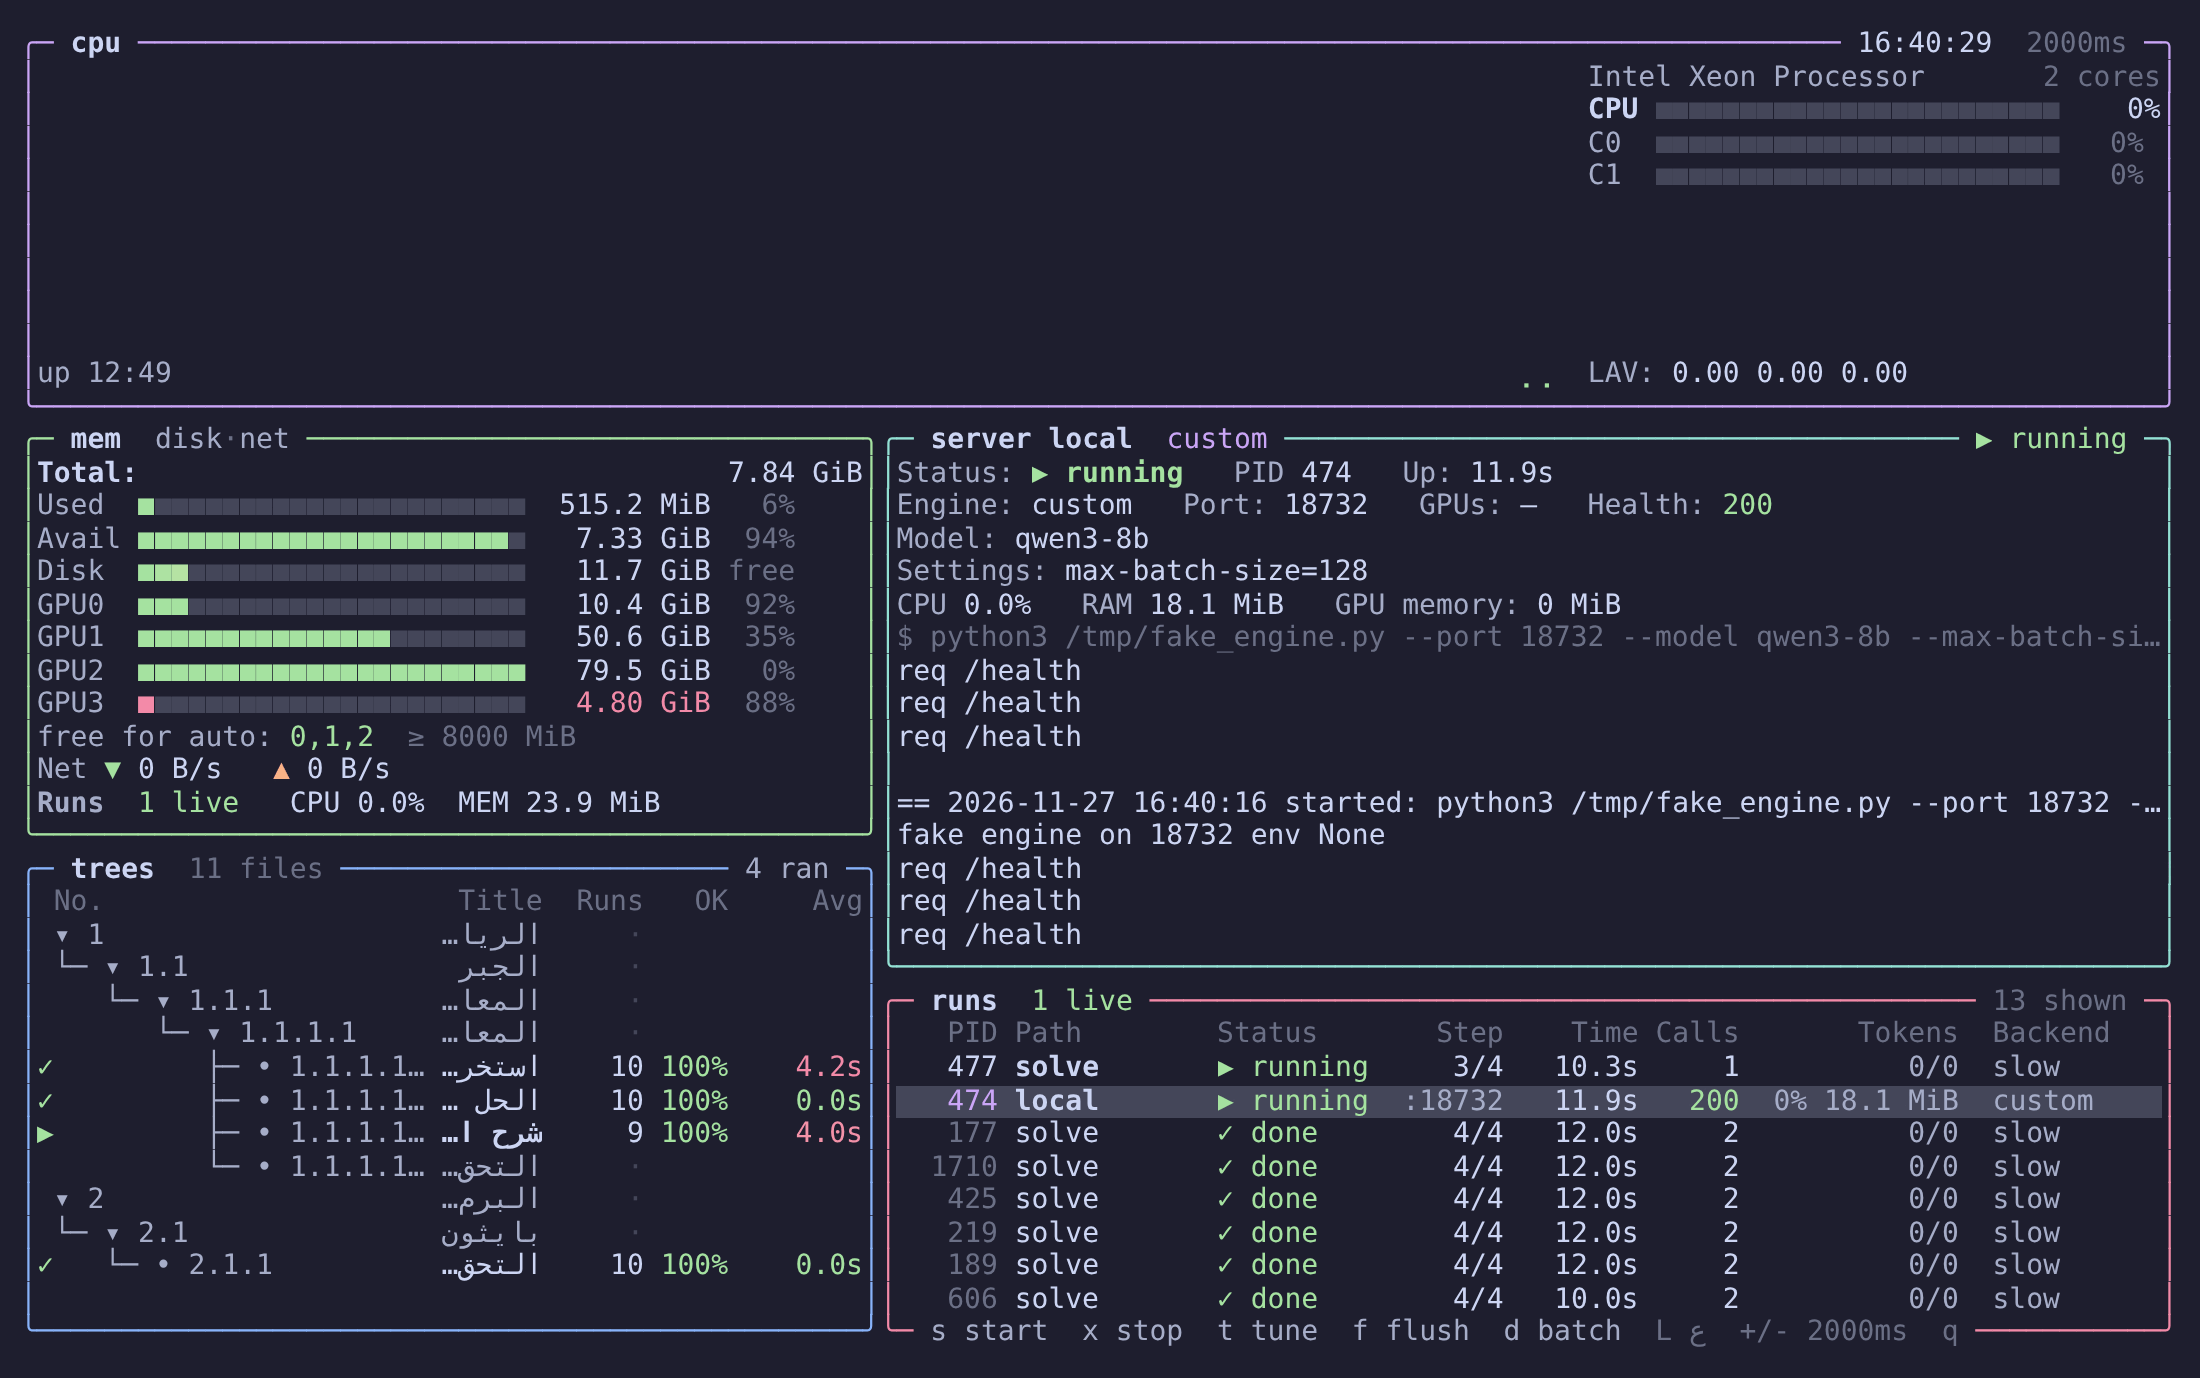 cpu 16:40:29 2000ms
Intel Xeon Processor 2 cores
CPU 0%
C0 0%
C1 0%
up 12:49 .. LAV: 0.00 0.00 0.00
mem disk·net
Total: 7.84 GiB
Used 515.2 MiB 6%
Avail 7.33 GiB 94%
Disk 11.7 GiB free
GPU0 10.4 GiB 92%
GPU1 50.6 GiB 35%
GPU2 79.5 GiB 0%
GPU3 4.80 GiB 88%
free for auto: 0,1,2 ≥ 8000 MiB
Net ▼ 0 B/s ▲ 0 B/s
Runs 1 live CPU 0.0% MEM 23.9 MiB
trees 11 files 4 ran
No. Title Runs OK Avg
▾ 1 الريا… ·
└─ ▾ 1.1 الجبر ·
└─ ▾ 1.1.1 المعا… ·
└─ ▾ 1.1.1.1 المعا… ·
✓ ├─ • 1.1.1.1… استخر… 10 100% 4.2s
✓ ├─ • 1.1.1.1… الحل … 10 100% 0.0s
▶ ├─ • 1.1.1.1… شرح ا… 9 100% 4.0s
└─ • 1.1.1.1… التحق… ·
▾ 2 البرم… ·
└─ ▾ 2.1 بايثون ·
✓ └─ • 2.1.1 التحق… 10 100% 0.0s
server local custom ▶ running
Status: ▶ running PID 474 Up: 11.9s
Engine: custom Port: 18732 GPUs: — Health: 200
Model: qwen3-8b
Settings: max-batch-size=128
CPU 0.0% RAM 18.1 MiB GPU memory: 0 MiB
$ python3 /tmp/fake_engine.py --port 18732 --model qwen3-8b --max-batch-si…
req /health
req /health
req /health
== 2026-11-27 16:40:16 started: python3 /tmp/fake_engine.py --port 18732 -…
fake engine on 18732 env None
req /health
req /health
req /health
runs 1 live 13 shown
PID Path Status Step Time Calls Tokens Backend
477 solve ▶ running 3/4 10.3s 1 0/0 slow
474 local ▶ running :18732 11.9s 200 0% 18.1 MiB custom
177 solve ✓ done 4/4 12.0s 2 0/0 slow
1710 solve ✓ done 4/4 12.0s 2 0/0 slow
425 solve ✓ done 4/4 12.0s 2 0/0 slow
219 solve ✓ done 4/4 12.0s 2 0/0 slow
189 solve ✓ done 4/4 12.0s 2 0/0 slow
606 solve ✓ done 4/4 10.0s 2 0/0 slow
s start x stop t tune f flush d batch L ع +/- 2000ms q